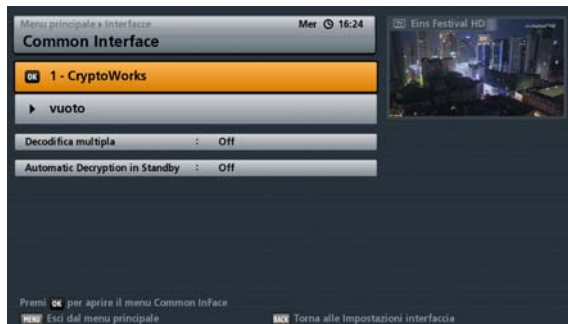 Menu principale › Interfacce Mer 16:24
Common Interface
TV Eins Festival HD
OK 1 - CryptoWorks
vuoto
Decodifica multipla : Off
Automatic Decryption in Standby : Off
Premi OK per aprire il menu Common InFace
MENU Esci dal menu principale BACK Torna alle Impostazioni interfaccia